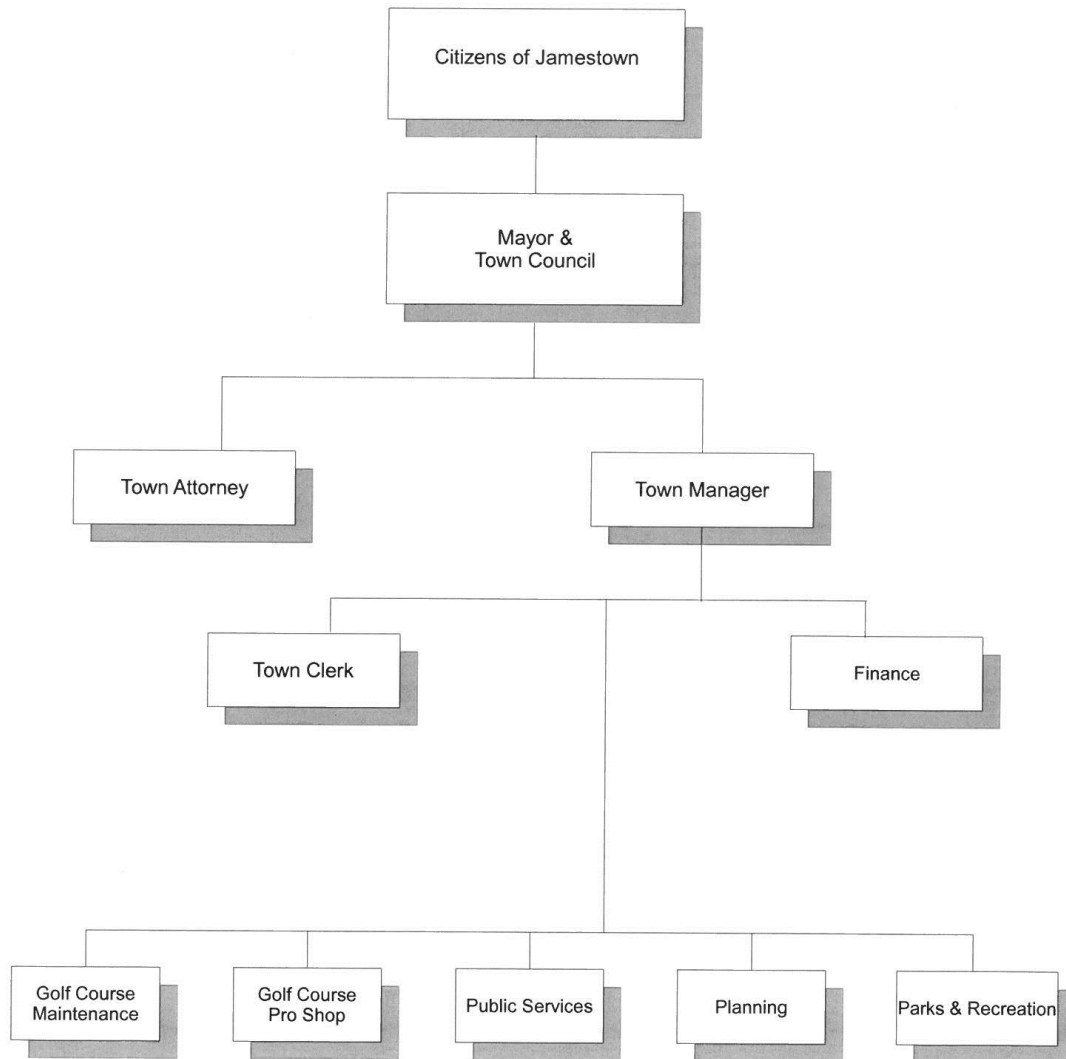 Citizens of Jamestown
Mayor &
Town Council
Town Attorney
Town Manager
Town Clerk
Finance
Golf Course
Maintenance
Golf Course
Pro Shop
Public Services
Planning
Parks & Recreation